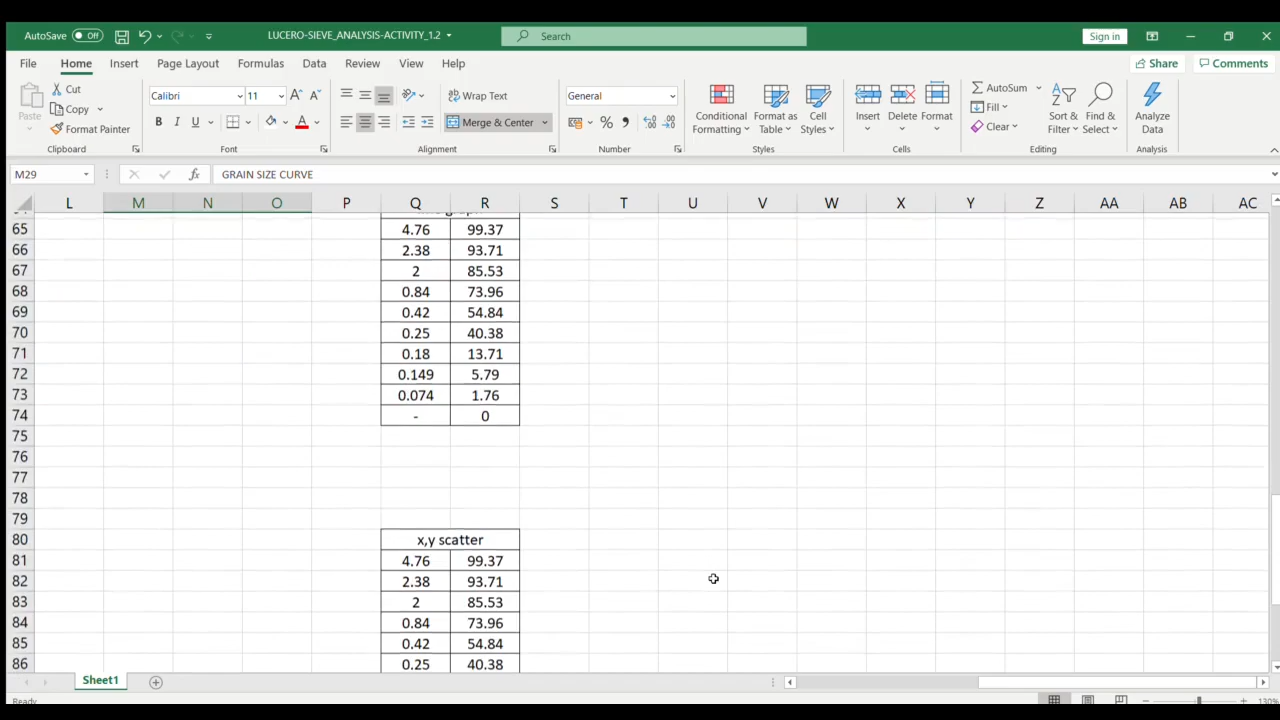 AutoSave Off LUCERO-SIEVE_ANALYSIS-ACTIVITY_1.2 Search Sign in
File Home Insert Page Layout Formulas Data Review View Help Share Comments
Paste
Cut
Copy
Format Painter
Clipboard
Calibri 11
B I U
Font
Wrap Text
Merge & Center
Alignment
General
Number
Conditional Formatting
Format as Table
Cell Styles
Styles
Insert Delete Format
Cells
AutoSum
Fill
Clear
Sort & Filter
Find & Select
Editing
Analyze Data
Analysis
M29 fx GRAIN SIZE CURVE
L M N O P Q R S T U V W X Y Z AA AB AC
65 4.76 99.37
66 2.38 93.71
67 2 85.53
68 0.84 73.96
69 0.42 54.84
70 0.25 40.38
71 0.18 13.71
72 0.149 5.79
73 0.074 1.76
74 - 0
75
76
77
78
79
80 x,y scatter
81 4.76 99.37
82 2.38 93.71
83 2 85.53
84 0.84 73.96
85 0.42 54.84
86 0.25 40.38
Sheet1
Ready 130%